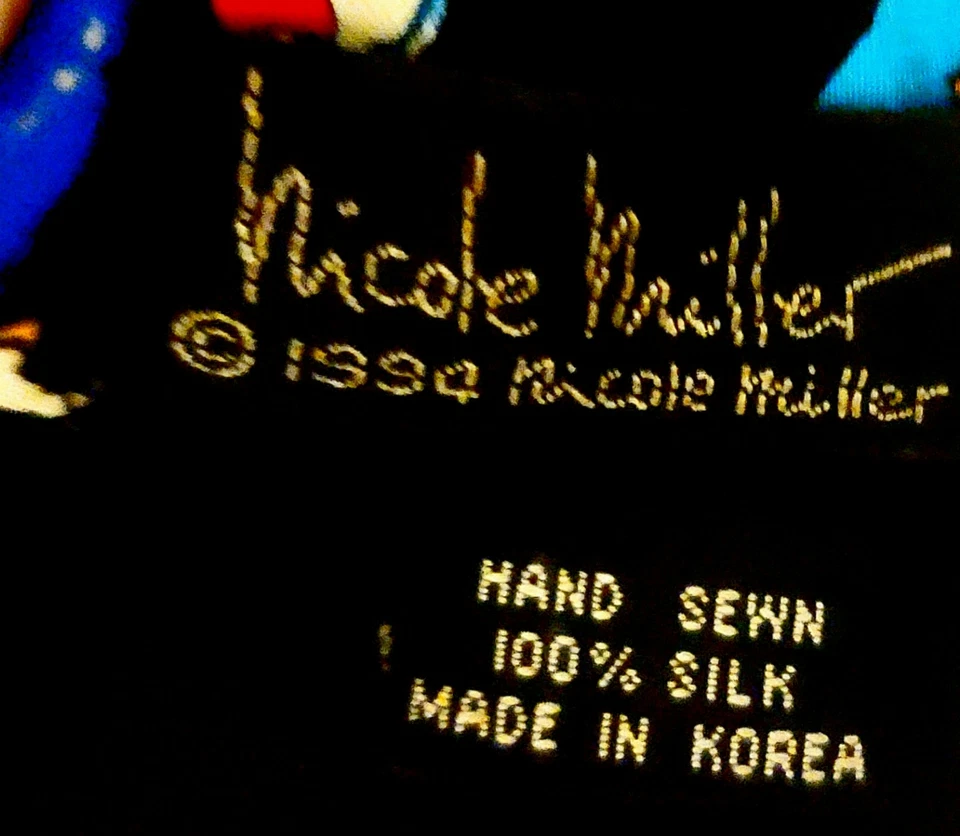 Nicole Miller
© 1994 Nicole Miller
HAND SEWN
100% SILK
MADE IN KOREA